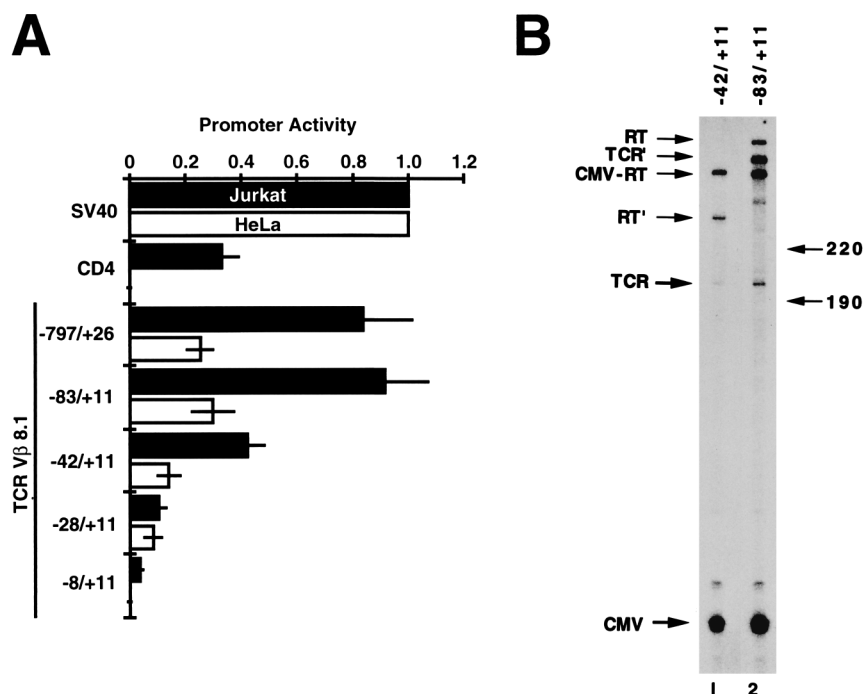 A
Promoter Activity
0 0.2 0.4 0.6 0.8 1.0 1.2
SV40
Jurkat
HeLa
CD4
TCR Vβ 8.1
-797/+26
-83/+11
-42/+11
-28/+11
-8/+11
B
-42/+11
-83/+11
RT
TCR'
CMV-RT
RT'
TCR
CMV
220
190
1 2